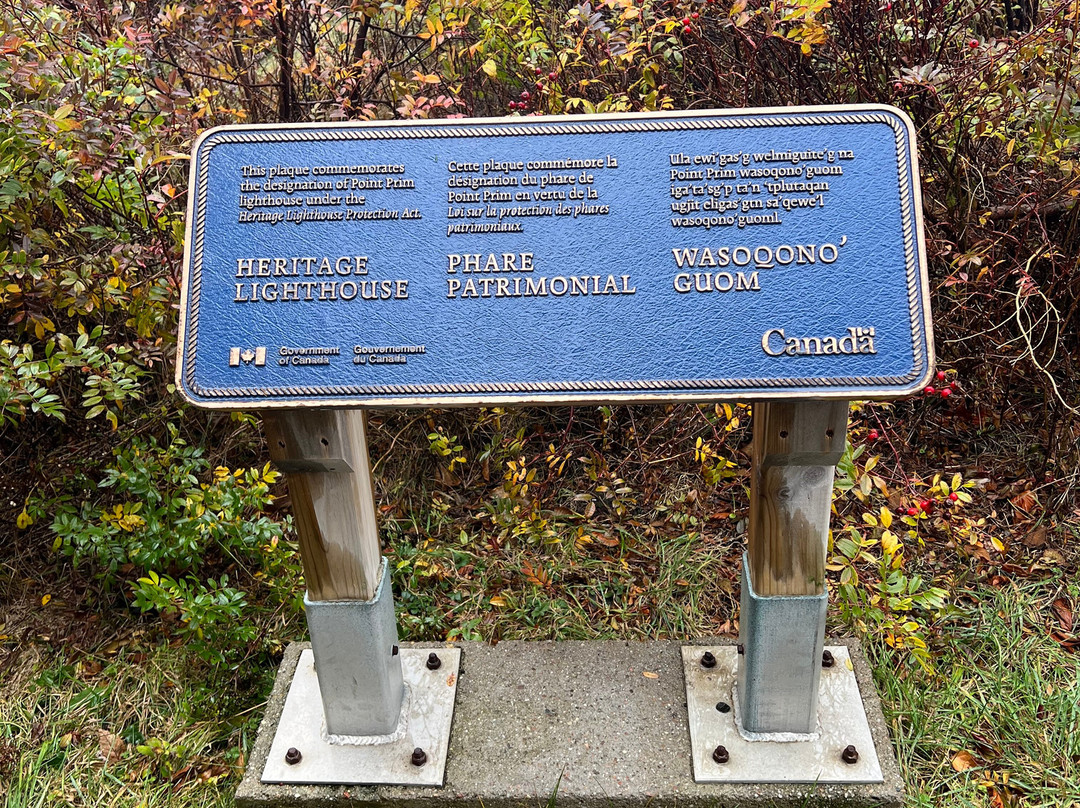 This plaque commemorates
the designation of Point Prim
lighthouse under the
Heritage Lighthouse Protection Act.
HERITAGE
LIGHTHOUSE
Cette plaque commémore la
désignation du phare de
Point Prim en vertu de la
Loi sur la protection des phares
patrimoniaux.
PHARE
PATRIMONIAL
Ula ewi'gas'g welmiguite'g na
Point Prim wasoqono'guom
iga'ta'sg'p ta'n 'tplutaqan
ugjit eligas'gtn sa'qewe'l
wasoqono'guoml.
WASOQONO'
GUOM
Government
of Canada
Gouvernement
du Canada
Canada